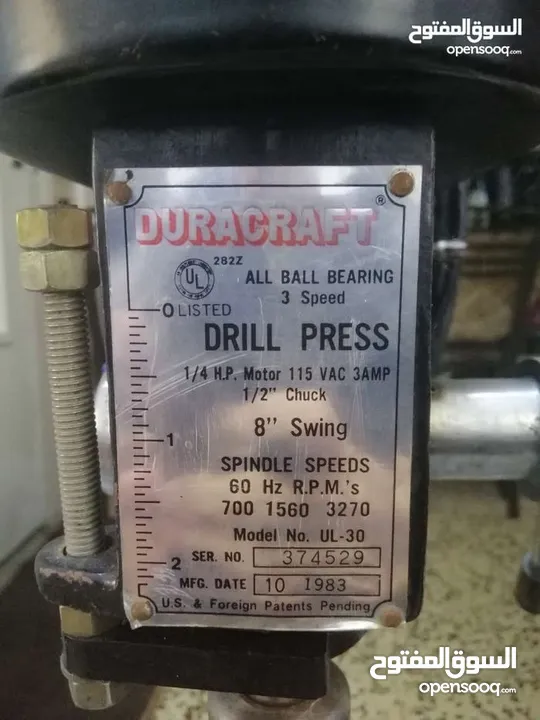 السوق المفتوح
opensooq.com
DURACRAFT®
282Z
UL
ALL BALL BEARING
LISTED
3 Speed
0
DRILL PRESS
1/4 H.P. Motor 115 VAC 3AMP
1/2" Chuck
8" Swing
1
SPINDLE SPEEDS
60 Hz R.P.M.'s
700 1560 3270
Model No. UL-30
SER. NO. 374529
2
MFG. DATE 10 1983
U.S. & Foreign Patents Pending
السوق المفتوح
opensooq.com